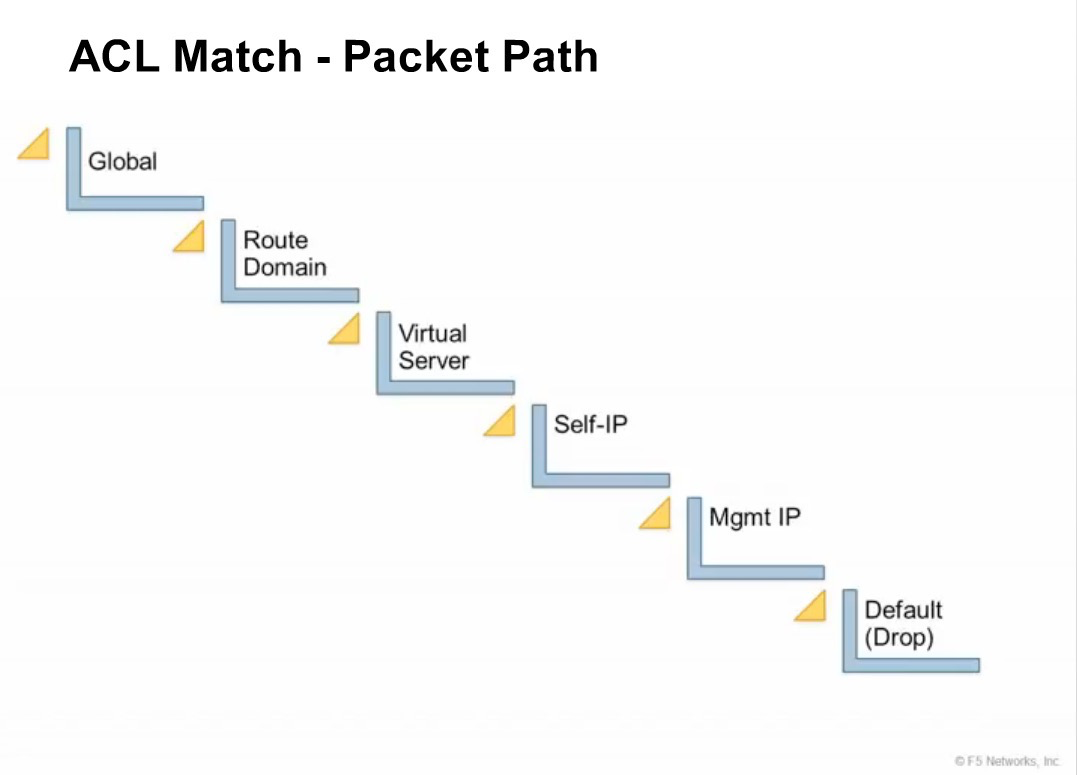 ACL Match - Packet Path
Global
Route
Domain
Virtual
Server
Self-IP
Mgmt IP
Default
(Drop)
© F5 Networks, Inc